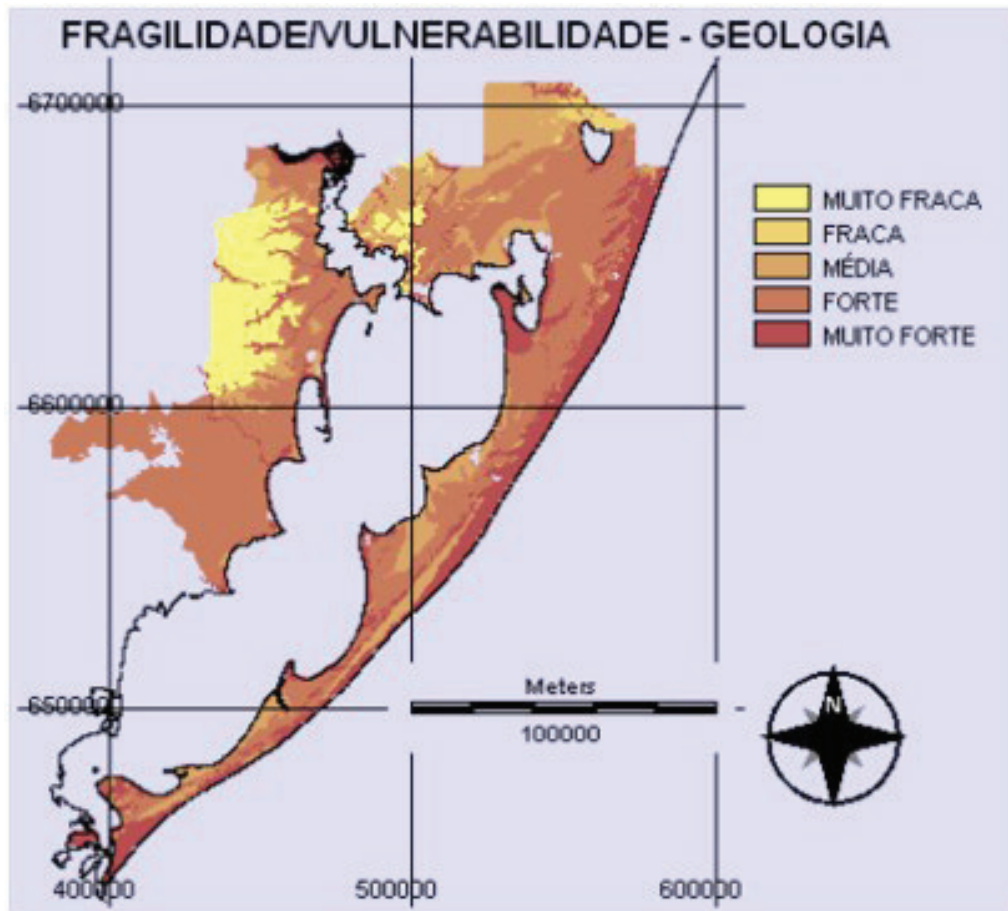 FRAGILIDADE/VULNERABILIDADE - GEOLOGIA
6700000
MUITO FRACA
FRACA
MÉDIA
FORTE
MUITO FORTE
6600000
Meters
6500000
100000
N
400000
500000
600000